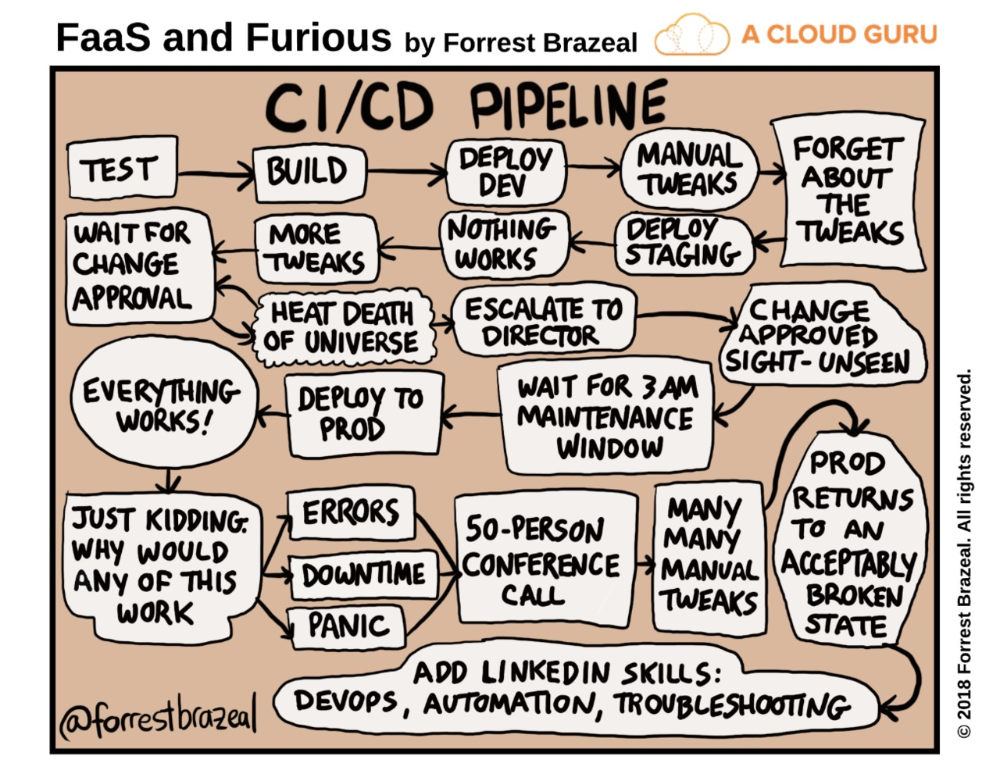 FaaS and Furious by Forrest Brazeal
A CLOUD GURU
CI/CD PIPELINE
TEST
BUILD
DEPLOY
DEV
MANUAL
TWEAKS
FORGET
ABOUT
THE
TWEAKS
DEPLOY
STAGING
NOTHING
WORKS
MORE
TWEAKS
WAIT FOR
CHANGE
APPROVAL
HEAT DEATH
OF UNIVERSE
ESCALATE TO
DIRECTOR
CHANGE
APPROVED
SIGHT-UNSEEN
WAIT FOR 3 AM
MAINTENANCE
WINDOW
DEPLOY TO
PROD
EVERYTHING
WORKS!
JUST KIDDING.
WHY WOULD
ANY OF THIS
WORK
ERRORS
DOWNTIME
PANIC
50-PERSON
CONFERENCE
CALL
MANY
MANY
MANUAL
TWEAKS
PROD
RETURNS
TO AN
ACCEPTABLY
BROKEN
STATE
ADD LINKEDIN SKILLS:
DEVOPS, AUTOMATION, TROUBLESHOOTING
@forrestbrazeal
© 2018 Forrest Brazeal. All rights reserved.